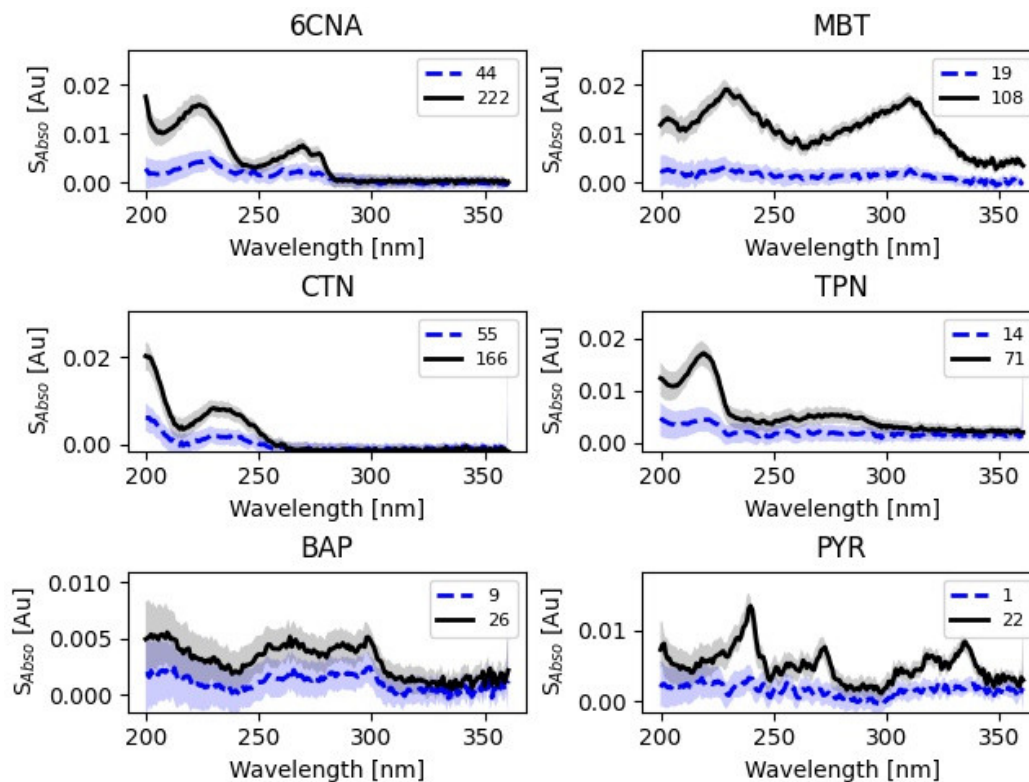 6CNA
MBT
S_Abso [Au]
0.02
0.01
0.00
44
222
200 250 300 350
Wavelength [nm]
S_Abso [Au]
0.02
0.01
0.00
19
108
200 250 300 350
Wavelength [nm]
CTN
TPN
S_Abso [Au]
0.02
0.00
55
166
200 250 300 350
Wavelength [nm]
S_Abso [Au]
0.02
0.01
0.00
14
71
200 250 300 350
Wavelength [nm]
BAP
PYR
S_Abso [Au]
0.010
0.005
0.000
9
26
200 250 300 350
Wavelength [nm]
S_Abso [Au]
0.01
0.00
1
22
200 250 300 350
Wavelength [nm]